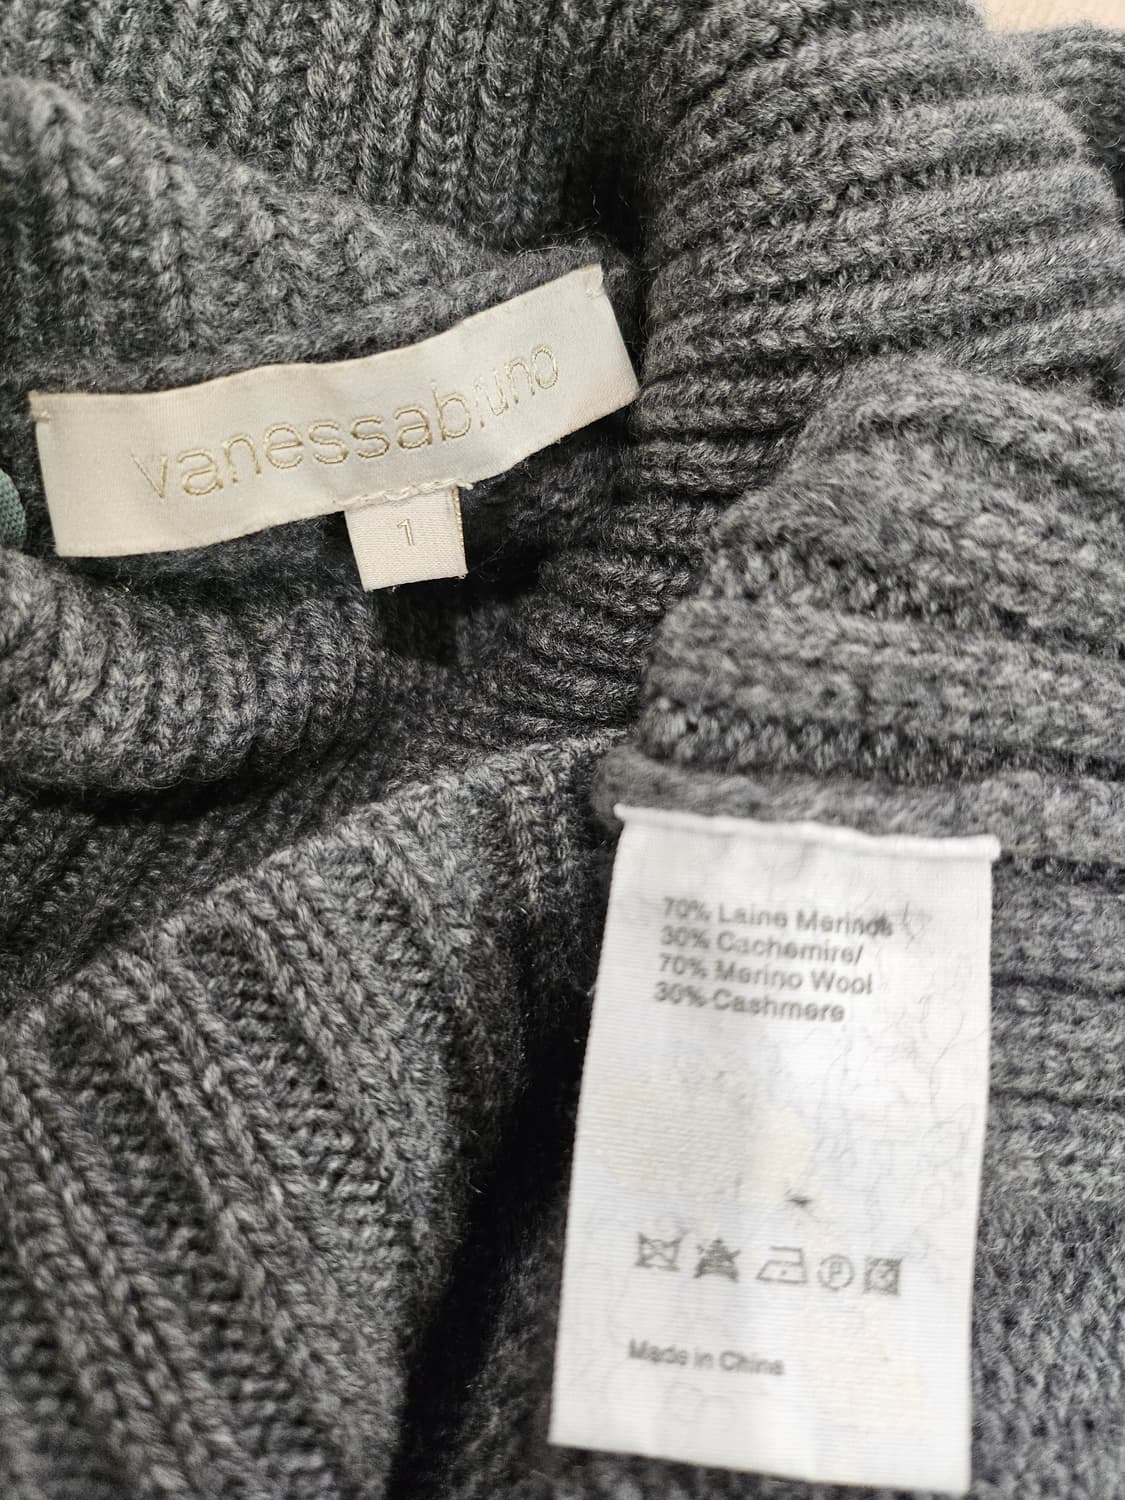 vanessabruno
1
70% Laine Merinos
30% Cachemire/
70% Merino Wool
30% Cashmere
P
Made in China